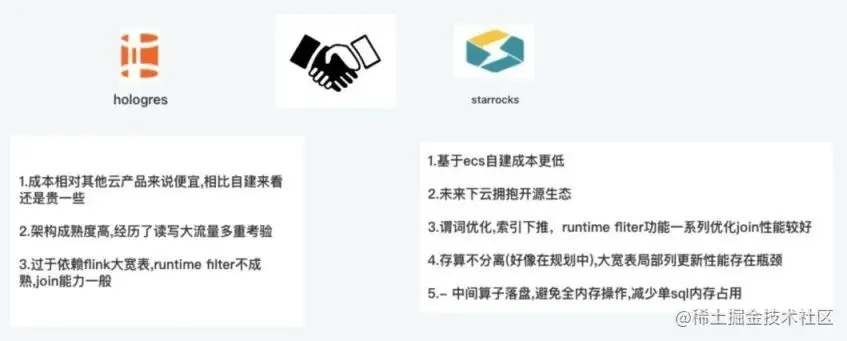 hologres
starrocks
1.成本相对其他云产品来说便宜,相比自建来看
还是贵一些
2.架构成熟度高,经历了读写大流量多重考验
3.过于依赖flink大宽表,runtime filter不成
熟,join能力一般
1.基于ecs自建成本更低
2.未来下云拥抱开源生态
3.谓词优化,索引下推，runtime fliter功能一系列优化join性能较好
4.存算不分离(好像在规划中),大宽表局部列更新性能存在瓶颈
5.- 中间算子落盘,避免全内存操作,减少单sql内存占用
@稀土掘金技术社区